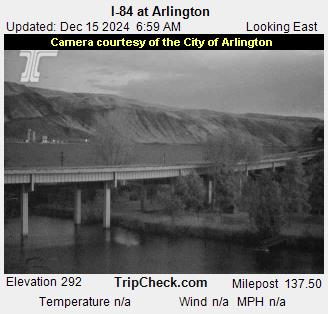 I-84 at Arlington
Updated: Dec 15 2024 6:59 AM Looking East
Camera courtesy of the City of Arlington
Elevation 292 TripCheck.com Milepost 137.50
Temperature n/a Wind n/a MPH n/a